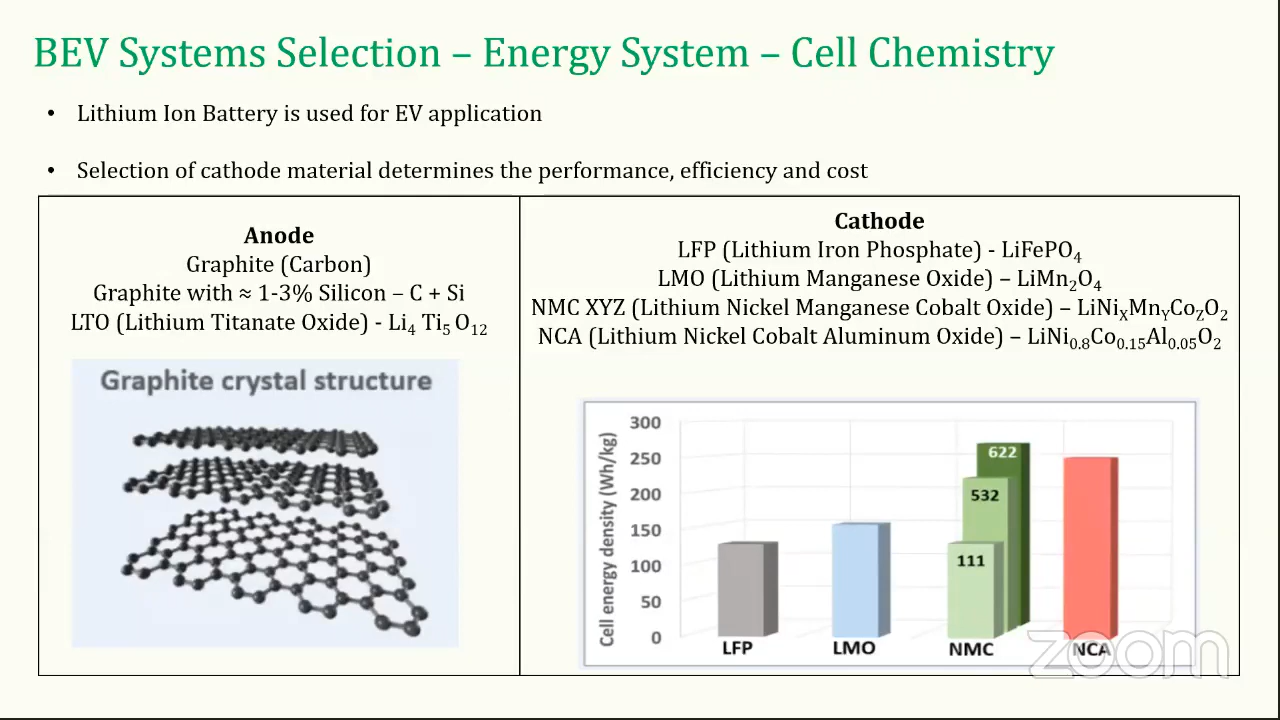 BEV Systems Selection – Energy System – Cell Chemistry
• Lithium Ion Battery is used for EV application
• Selection of cathode material determines the performance, efficiency and cost
Anode
Graphite (Carbon)
Graphite with ≈ 1-3% Silicon – C + Si
LTO (Lithium Titanate Oxide) - Li₄ Ti₅ O₁₂
Graphite crystal structure
Cathode
LFP (Lithium Iron Phosphate) - LiFePO₄
LMO (Lithium Manganese Oxide) – LiMn₂O₄
NMC XYZ (Lithium Nickel Manganese Cobalt Oxide) – LiNiXMnYCoZO₂
NCA (Lithium Nickel Cobalt Aluminum Oxide) – LiNi₀.₈Co₀.₁₅Al₀.₀₅O₂
Cell energy density (Wh/kg)
300
250
200
150
100
50
0
622
532
111
LFP LMO NMC NCA
zoom